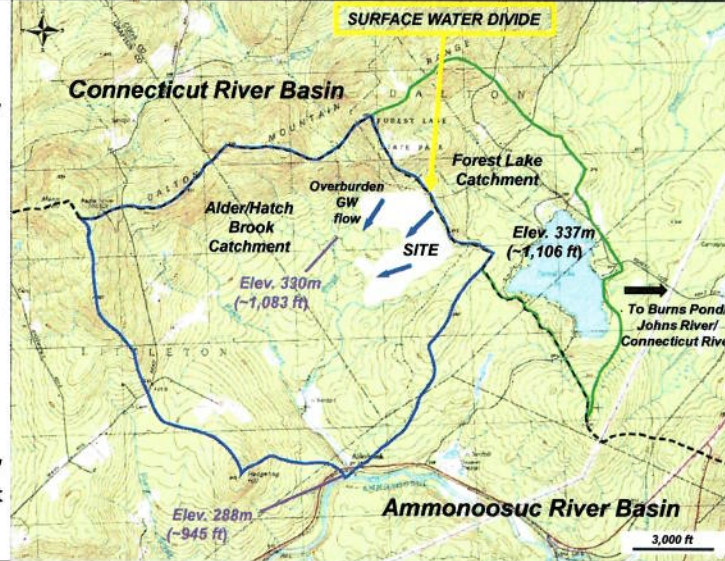 SURFACE WATER DIVIDE
Connecticut River Basin
RANGE
DALTON
MOUNTAIN
FOREST LAKE
STATE PARK
DALTON
Forest Lake
Catchment
Overburden
GW
flow
Alder/Hatch
Brook
Catchment
SITE
Elev. 337m
(~1,106 ft)
Elev. 330m
(~1,083 ft)
To Burns Pond/
Johns River/
Connecticut River
LITTLETON
Elev. 288m
(~945 ft)
Ammonoosuc River Basin
3,000 ft